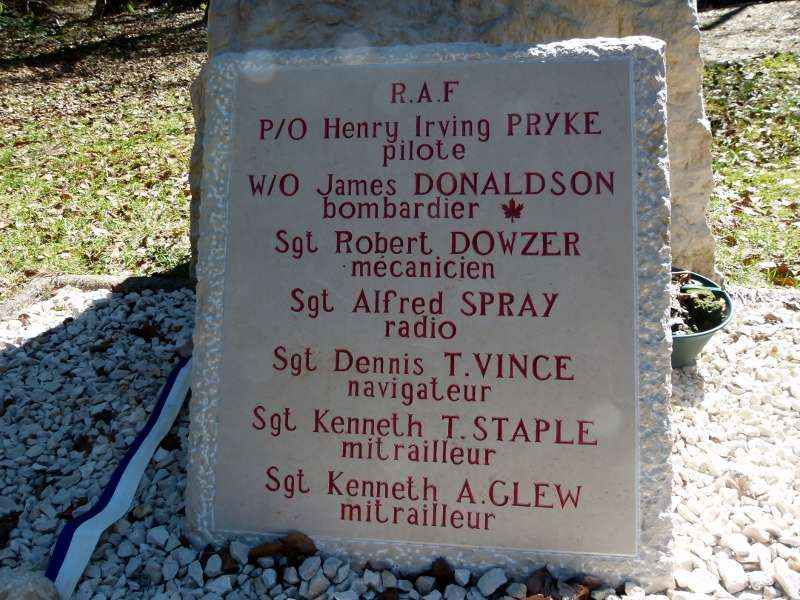 R.A.F
P/O Henry Irving PRYKE
pilote
W/O James DONALDSON
bombardier
Sgt Robert DOWZER
mécanicien
Sgt Alfred SPRAY
radio
Sgt Dennis T.VINCE
navigateur
Sgt Kenneth T.STAPLE
mitrailleur
Sgt Kenneth A.GLEW
mitrailleur